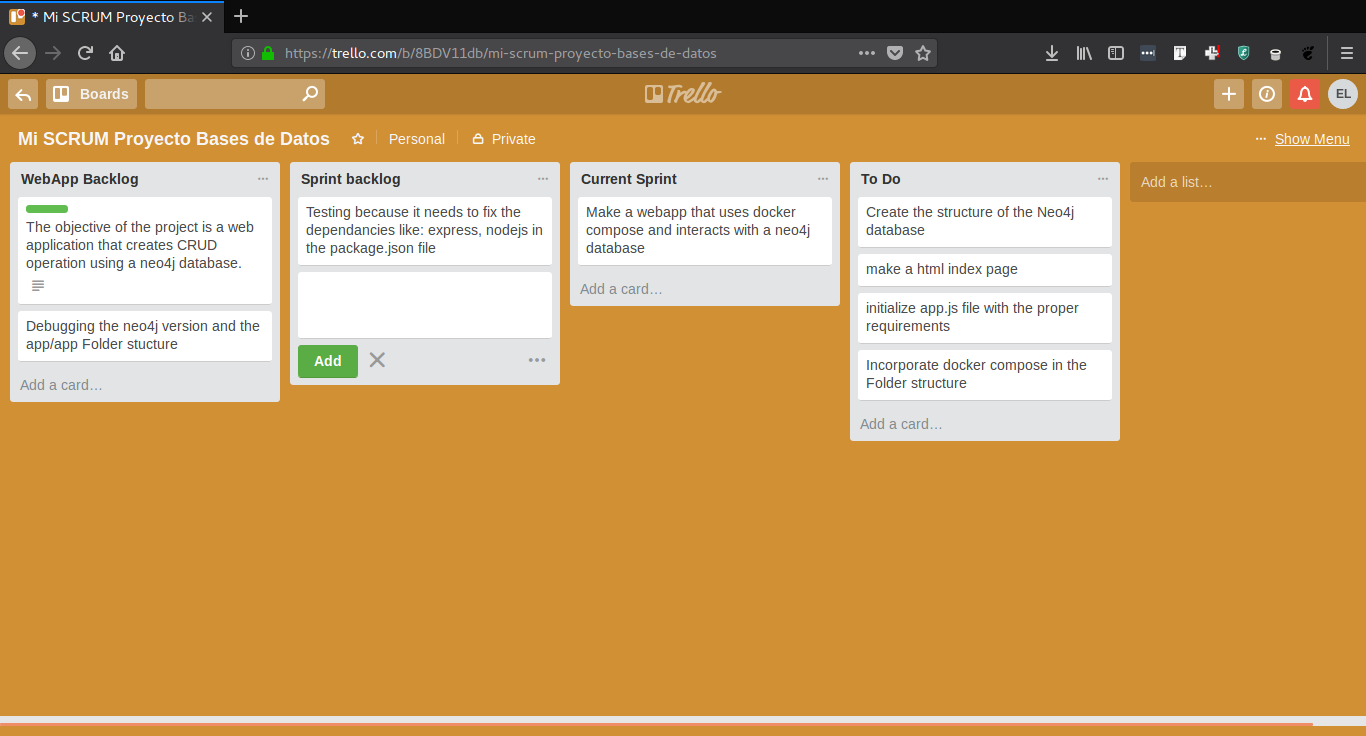 * Mi SCRUM Proyecto Ba
https://trello.com/b/8BDV11db/mi-scrum-proyecto-bases-de-datos
Boards
Trello
EL
Mi SCRUM Proyecto Bases de Datos
Personal
Private
Show Menu
WebApp Backlog
The objective of the project is a web
application that creates CRUD
operation using a neo4j database.
Debugging the neo4j version and the
app/app Folder stucture
Add a card…
Sprint backlog
Testing because it needs to fix the
dependancies like: express, nodejs in
the package.json file
Add
Current Sprint
Make a webapp that uses docker
compose and interacts with a neo4j
database
Add a card…
To Do
Create the structure of the Neo4j
database
make a html index page
initialize app.js file with the proper
requirements
Incorporate docker compose in the
Folder structure
Add a card…
Add a list…